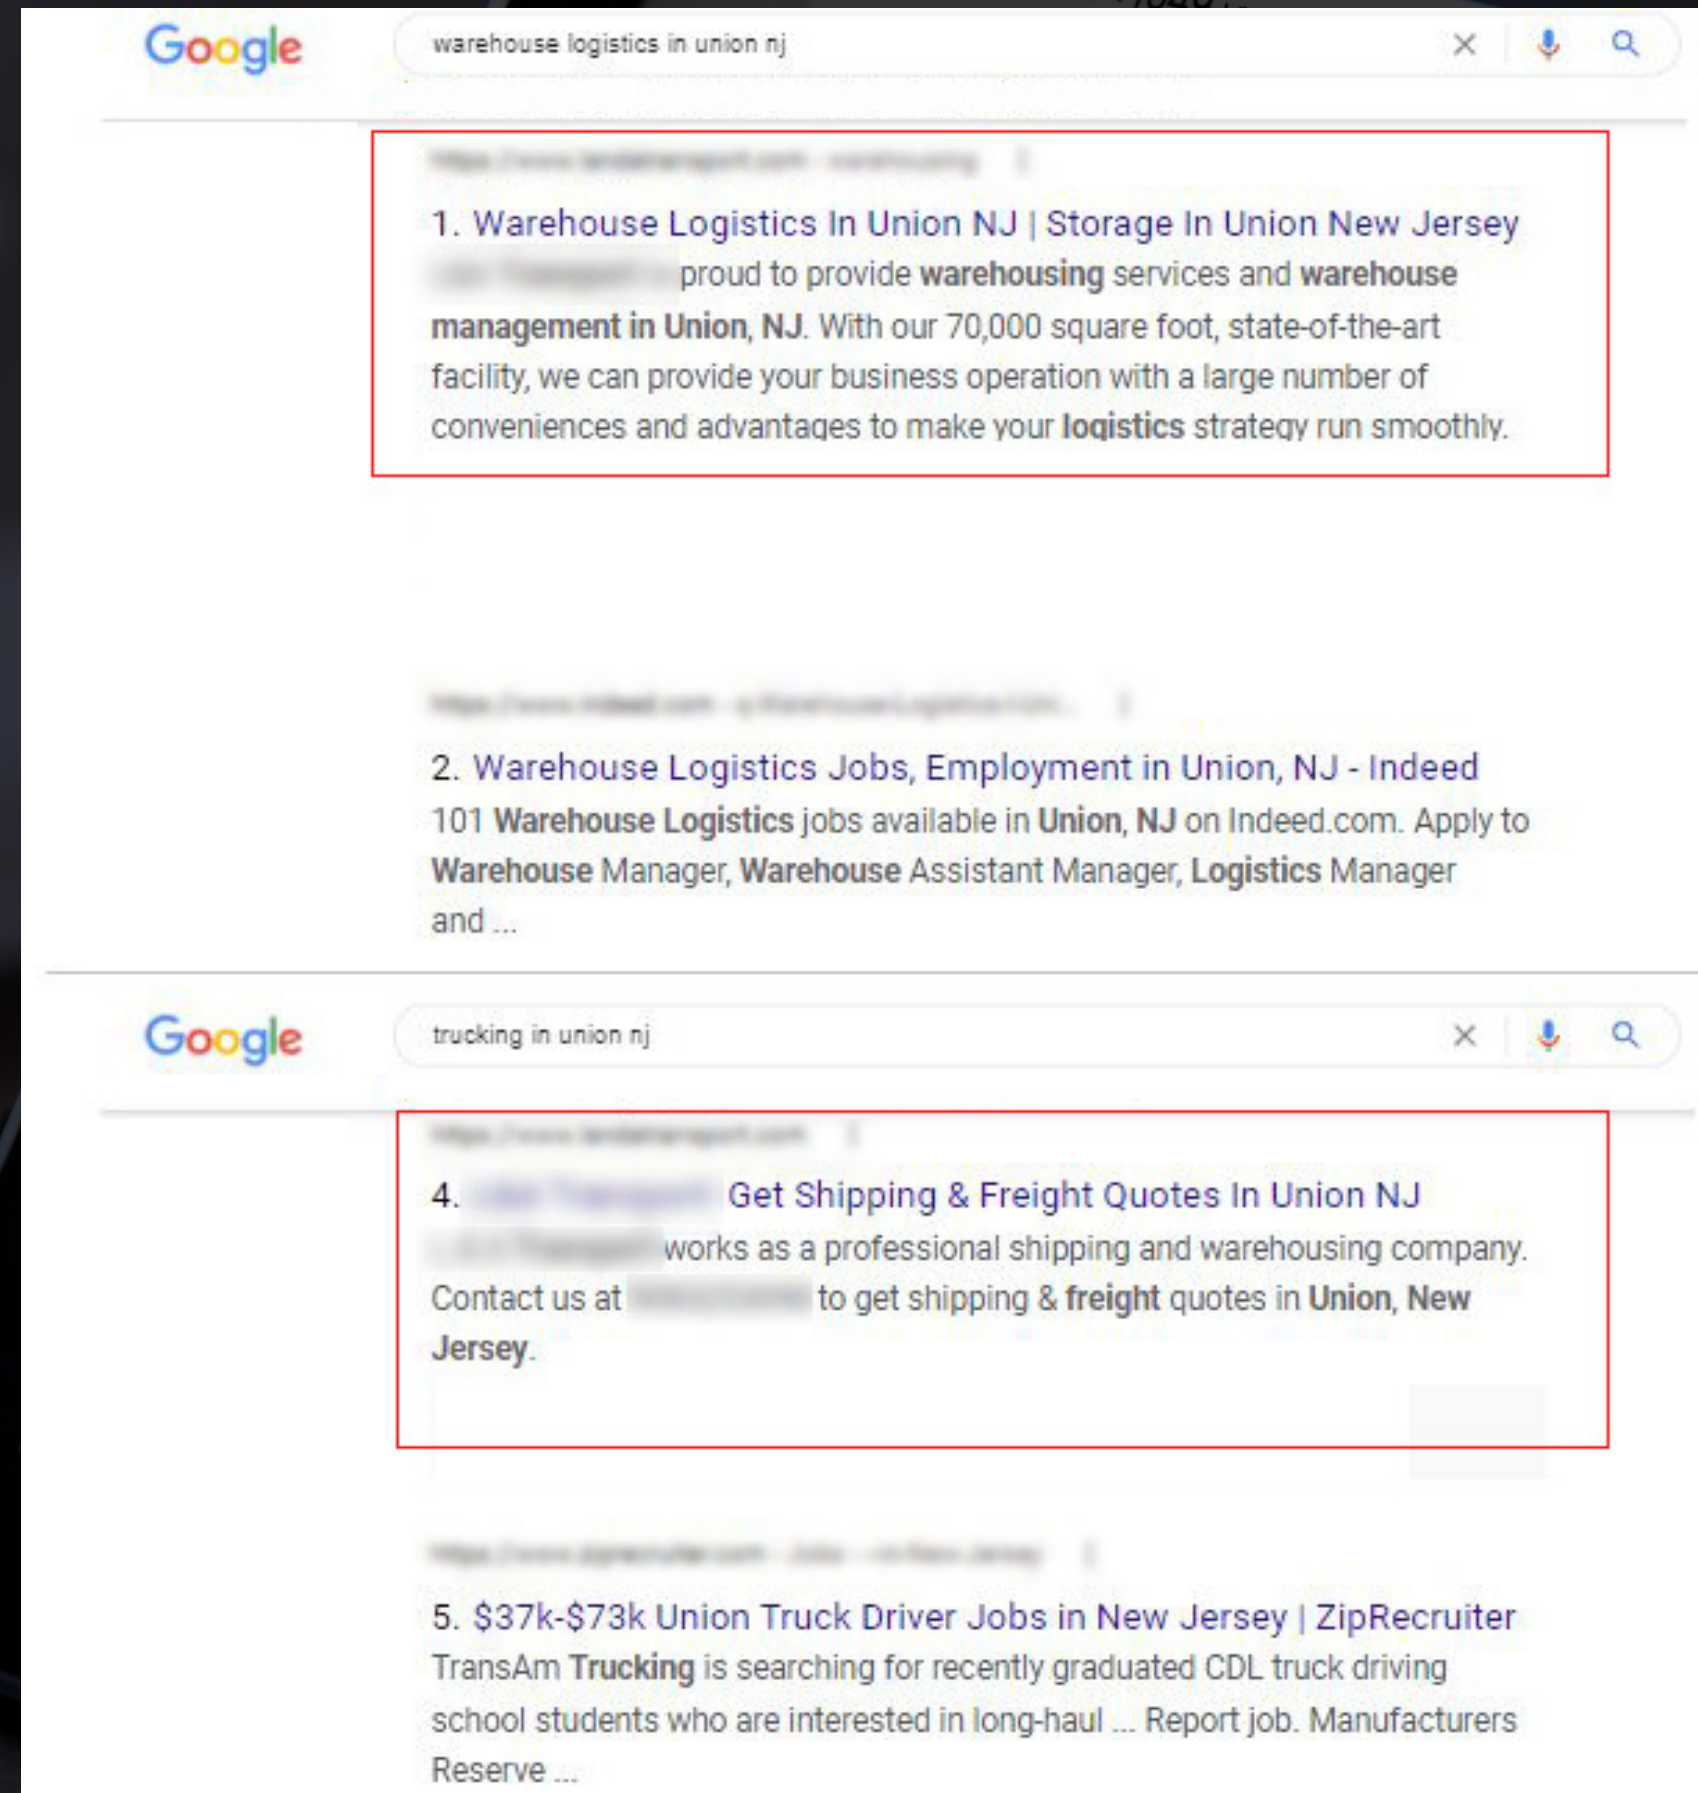 Google
warehouse logistics in union nj
1. Warehouse Logistics In Union NJ | Storage In Union New Jersey
proud to provide warehousing services and warehouse
management in Union, NJ. With our 70,000 square foot, state-of-the-art
facility, we can provide your business operation with a large number of
conveniences and advantages to make your logistics strategy run smoothly.
2. Warehouse Logistics Jobs, Employment in Union, NJ - Indeed
101 Warehouse Logistics jobs available in Union, NJ on Indeed.com. Apply to
Warehouse Manager, Warehouse Assistant Manager, Logistics Manager
and ...
Google
trucking in union nj
4. Get Shipping & Freight Quotes In Union NJ
works as a professional shipping and warehousing company.
Contact us at to get shipping & freight quotes in Union, New
Jersey.
5. $37k-$73k Union Truck Driver Jobs in New Jersey | ZipRecruiter
TransAm Trucking is searching for recently graduated CDL truck driving
school students who are interested in long-haul ... Report job. Manufacturers
Reserve ...